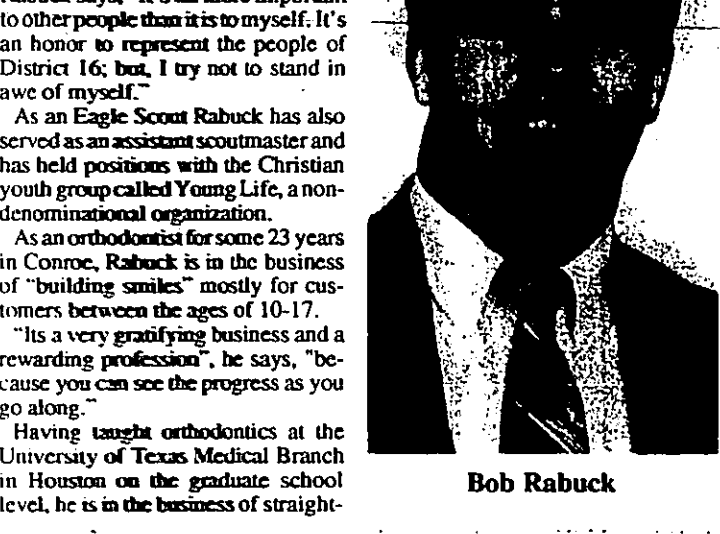 to other people than it is to myself. It's
an honor to represent the people of
District 16; but, I try not to stand in
awe of myself."
As an Eagle Scout Rabuck has also
served as an assistant scoutmaster and
has held positions with the Christian
youth group called Young Life, a non-
denominational organization.
As an orthodontist for some 23 years
in Conroe, Rabuck is in the business
of "building smiles" mostly for cus-
tomers between the ages of 10-17.
"Its a very gratifying business and a
rewarding profession", he says, "be-
cause you can see the progress as you
go along."
Having taught orthodontics at the
University of Texas Medical Branch
in Houston on the graduate school
level, he is in the business of straight-
Bob Rabuck